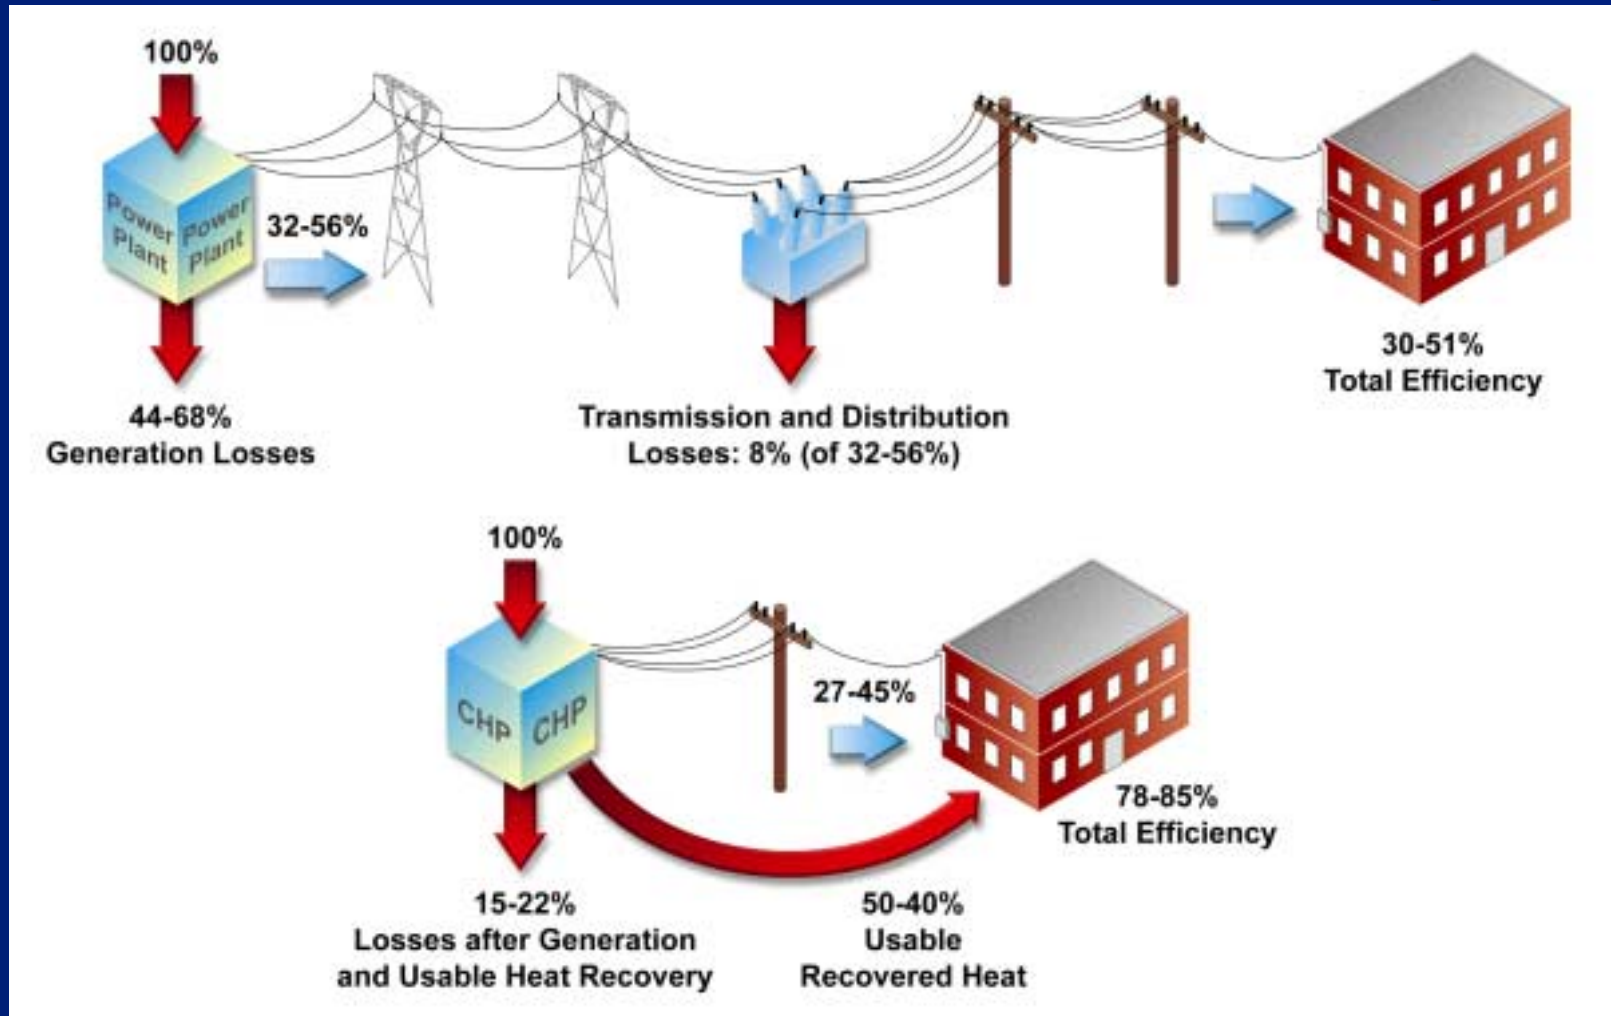 100%
Power
Plant
Power
Plant
32-56%
44-68%
Generation Losses
Transmission and Distribution
Losses: 8% (of 32-56%)
30-51%
Total Efficiency
100%
CHP
CHP
27-45%
78-85%
Total Efficiency
15-22%
Losses after Generation
and Usable Heat Recovery
50-40%
Usable
Recovered Heat